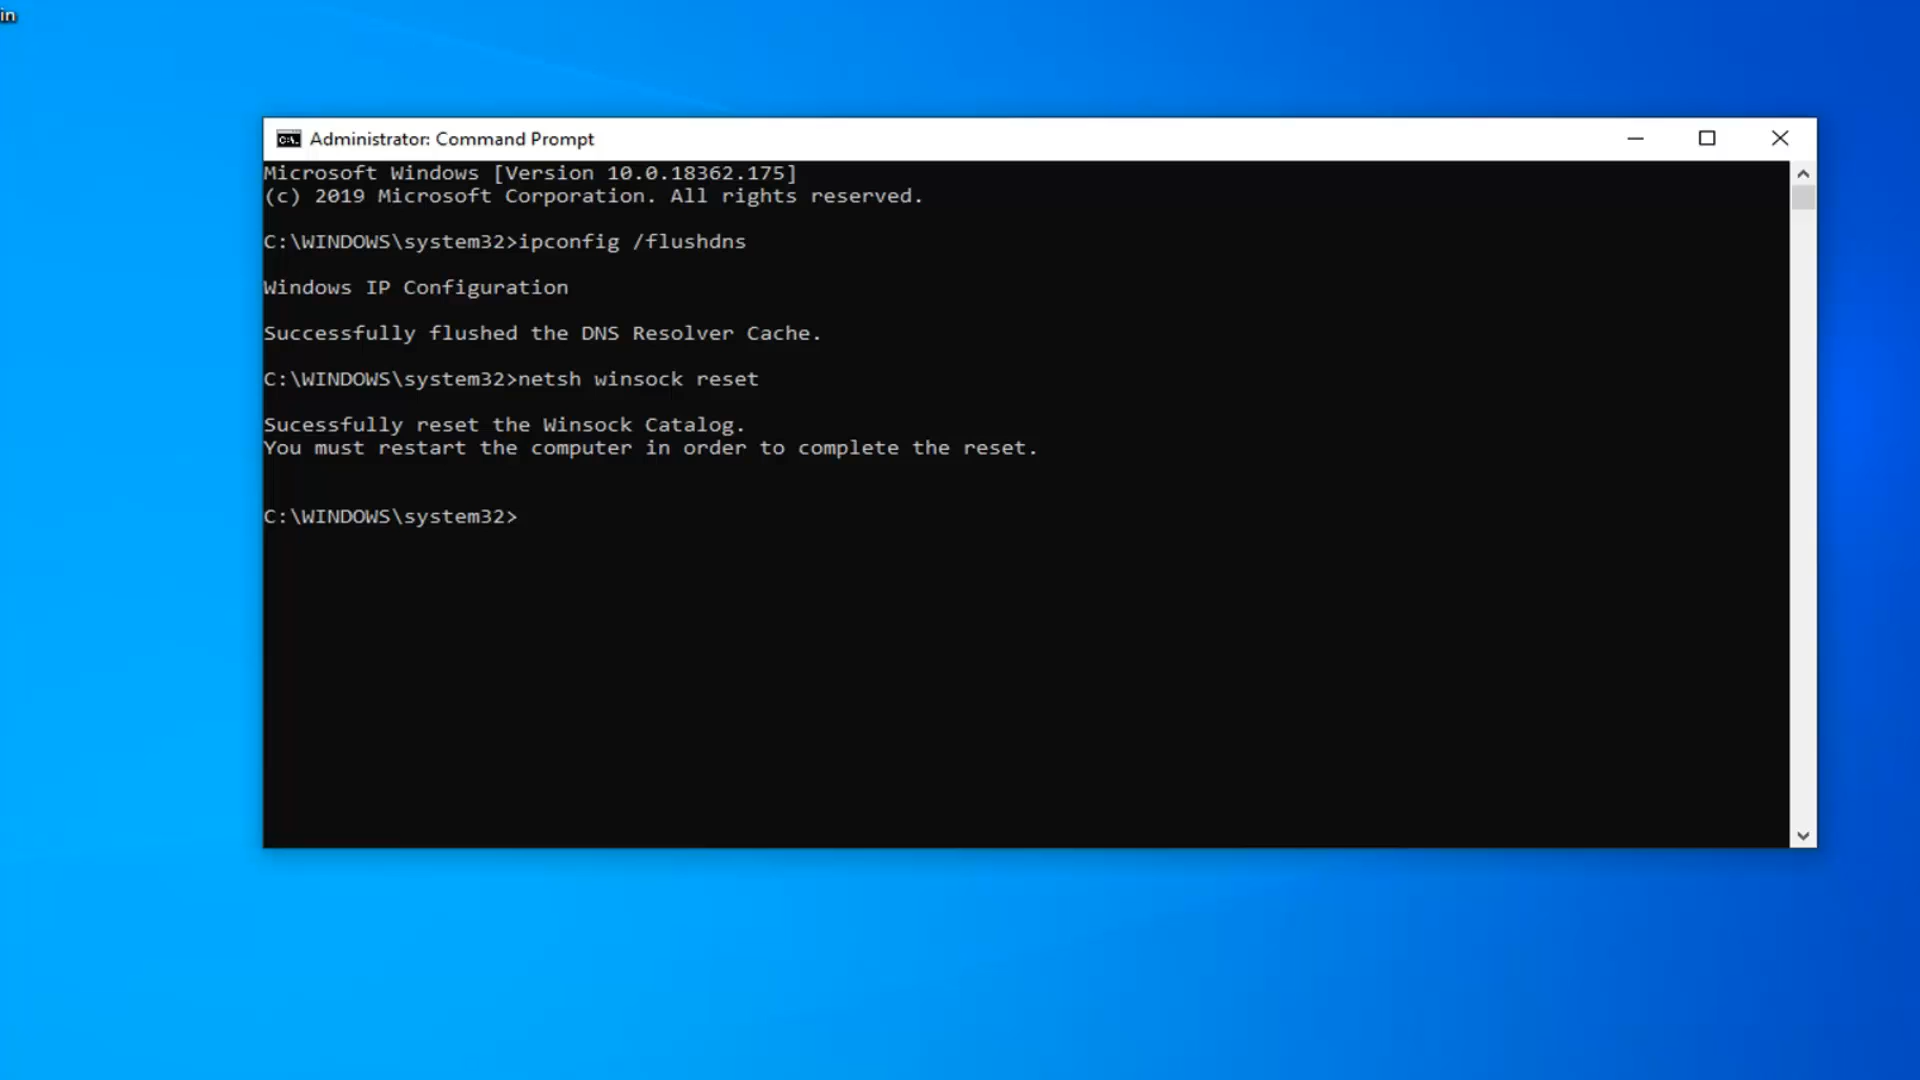 in
Administrator: Command Prompt
Microsoft Windows [Version 10.0.18362.175]
(c) 2019 Microsoft Corporation. All rights reserved.
C:\WINDOWS\system32>ipconfig /flushdns
Windows IP Configuration
Successfully flushed the DNS Resolver Cache.
C:\WINDOWS\system32>netsh winsock reset
Sucessfully reset the Winsock Catalog.
You must restart the computer in order to complete the reset.
C:\WINDOWS\system32>